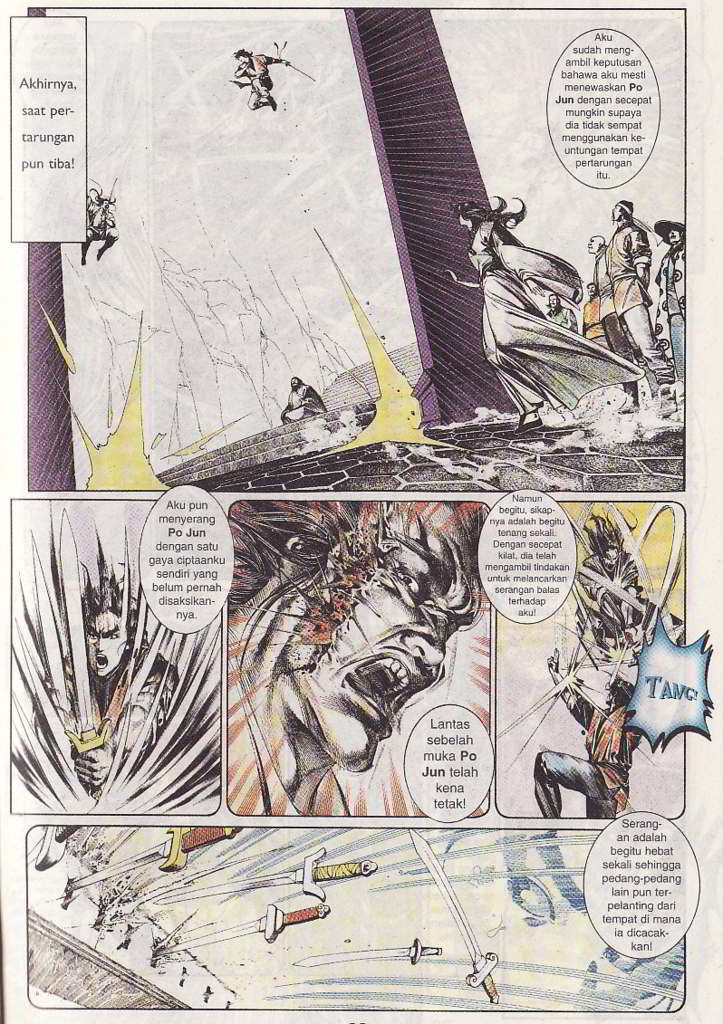 Akhirnya,
saat per-
tarungan
pun tiba!
Aku
sudah meng-
ambil keputusan
bahawa aku mesti
menewaskan Po
Jun dengan secepat
mungkin supaya
dia tidak sempat
menggunakan ke-
untungan tempat
pertarungan
itu.
Aku pun
menyerang
Po Jun
dengan satu
gaya ciptaanku
sendiri yang
belum pernah
disaksikan-
nya.
Lantas
sebelah
muka Po
Jun telah
kena
tetak!
Namun
begitu, sikap-
nya adalah begitu
tenang sekali.
Dengan secepat
kilat, dia telah
mengambil tindakan
untuk melancarkan
serangan balas
terhadap
aku!
TANG!
Serang-
an adalah
begitu hebat
sekali sehingga
pedang-pedang
lain pun ter-
pelanting dari
tempat di mana
ia dicacak-
kan!